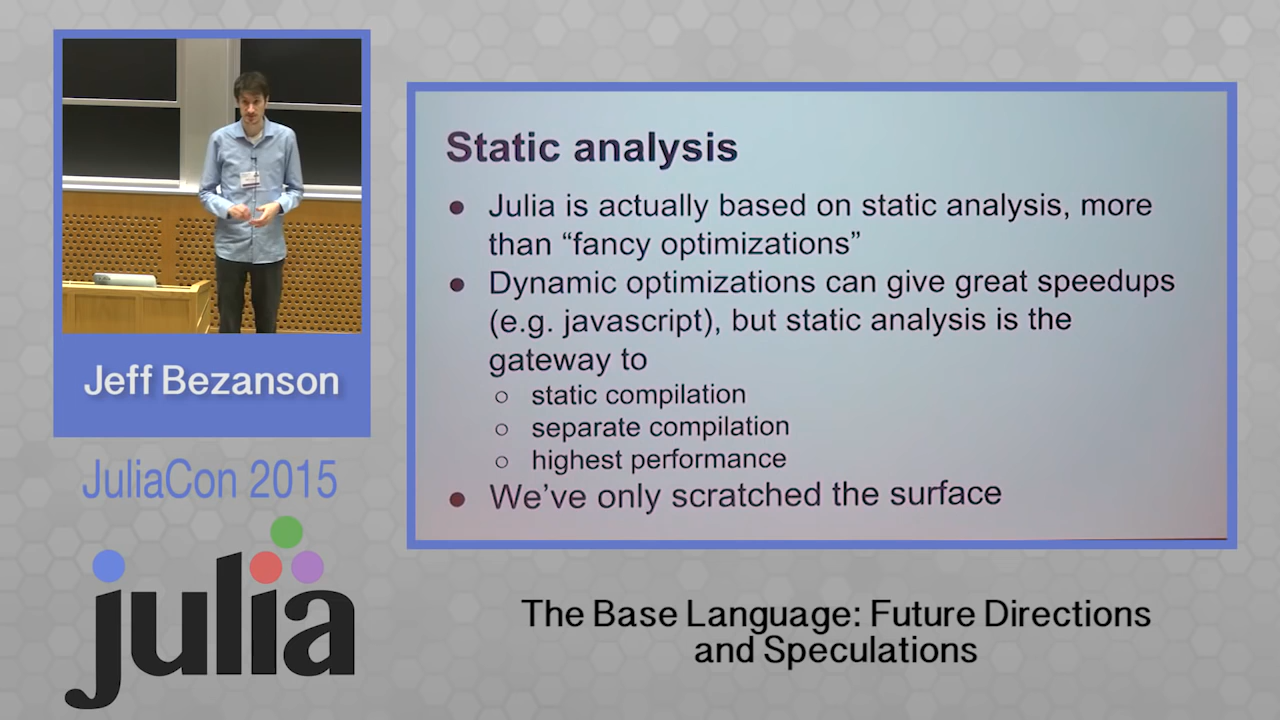 Jeff Bezanson
JuliaCon 2015
julia
Static analysis
● Julia is actually based on static analysis, more
than “fancy optimizations”
● Dynamic optimizations can give great speedups
(e.g. javascript), but static analysis is the
gateway to
○ static compilation
○ separate compilation
○ highest performance
● We’ve only scratched the surface
The Base Language: Future Directions
and Speculations